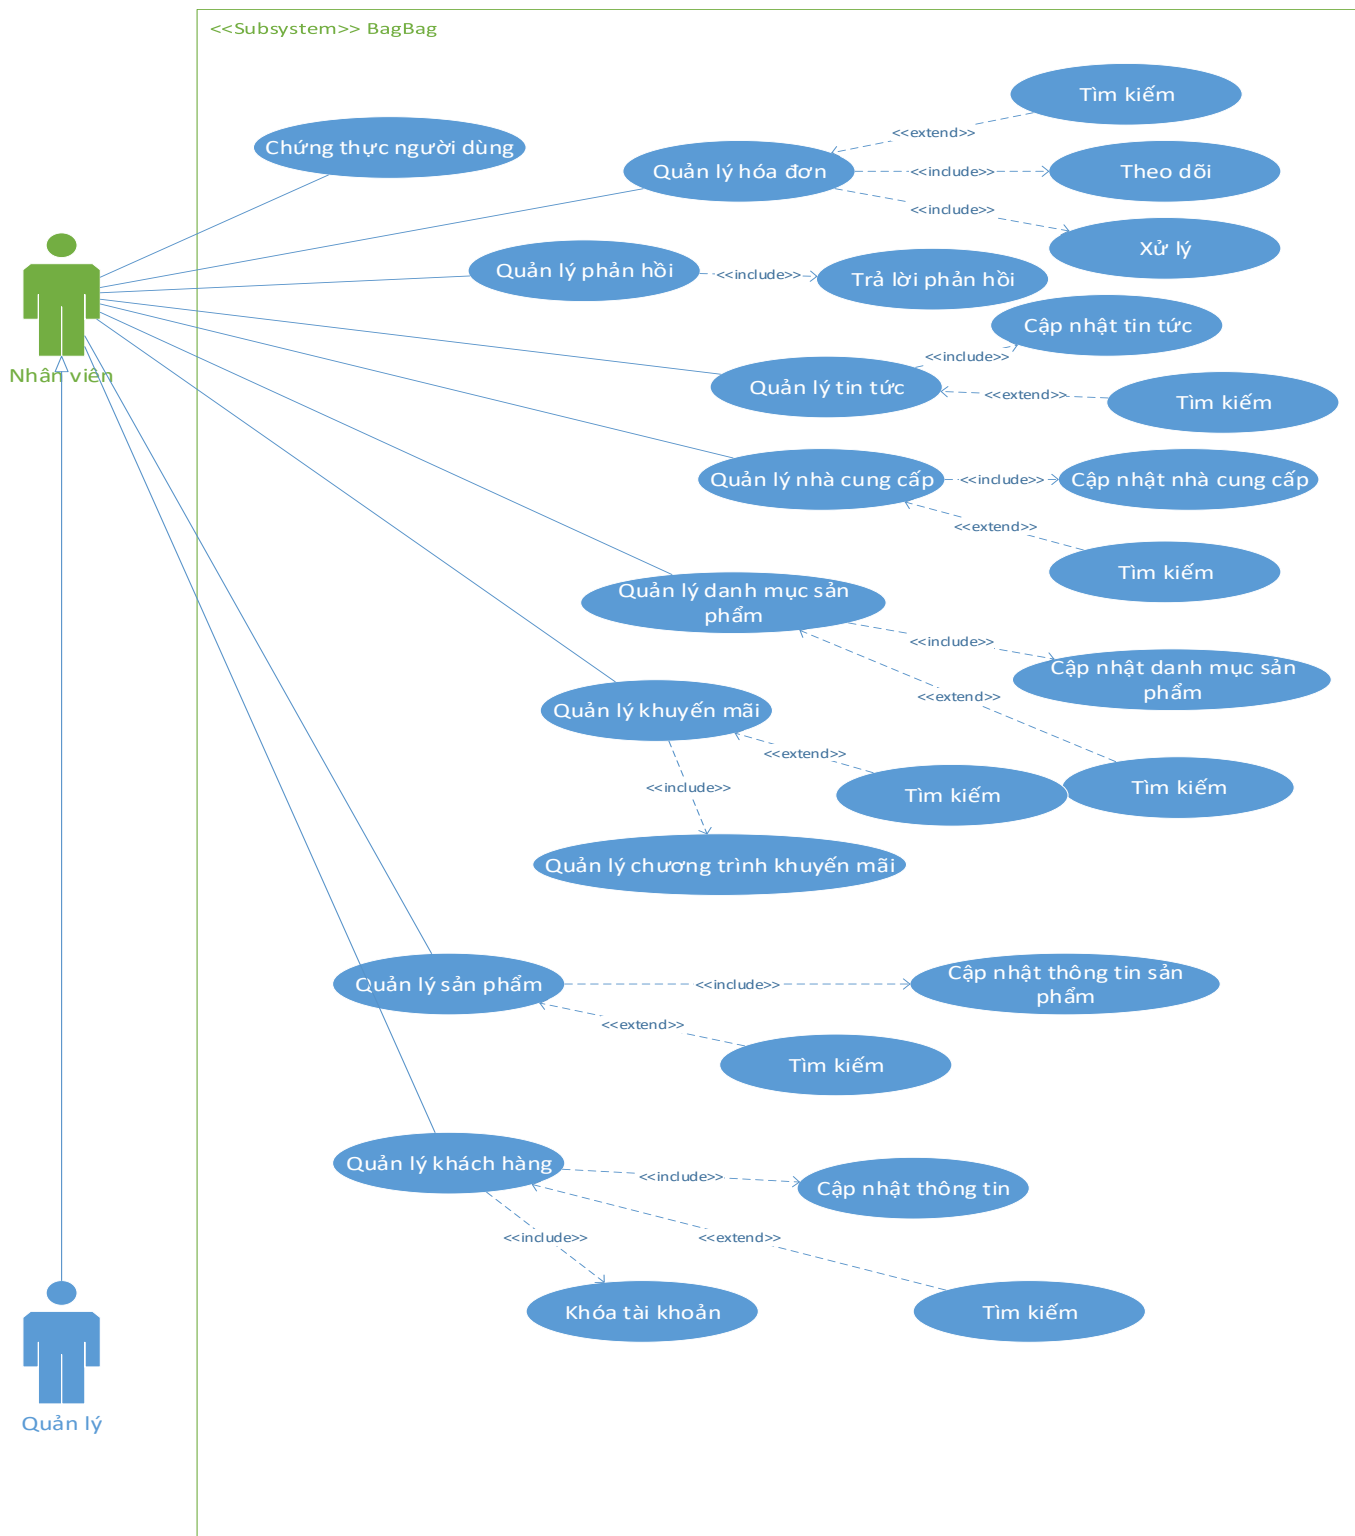 <<Subsystem>> BagBag
Tìm kiếm
<<extend>>
Chứng thực người dùng
Quản lý hóa đơn
<<include>>
Theo dõi
<<include>>
Xử lý
Quản lý phản hồi
<<include>>
Trả lời phản hồi
Cập nhật tin tức
<<include>>
Nhân viên
Quản lý tin tức
<<extend>>
Tìm kiếm
Quản lý nhà cung cấp
<<include>>
Cập nhật nhà cung cấp
<<extend>>
Tìm kiếm
Quản lý danh mục sản
phẩm
<<include>>
Cập nhật danh mục sản
phẩm
<<extend>>
Quản lý khuyến mãi
<<extend>>
<<include>>
Tìm kiếm
Tìm kiếm
Quản lý chương trình khuyến mãi
Quản lý sản phẩm
<<include>>
Cập nhật thông tin sản
phẩm
<<extend>>
Tìm kiếm
Quản lý khách hàng
<<include>>
Cập nhật thông tin
<<include>>
<<extend>>
Khóa tài khoản
Tìm kiếm
Quản lý